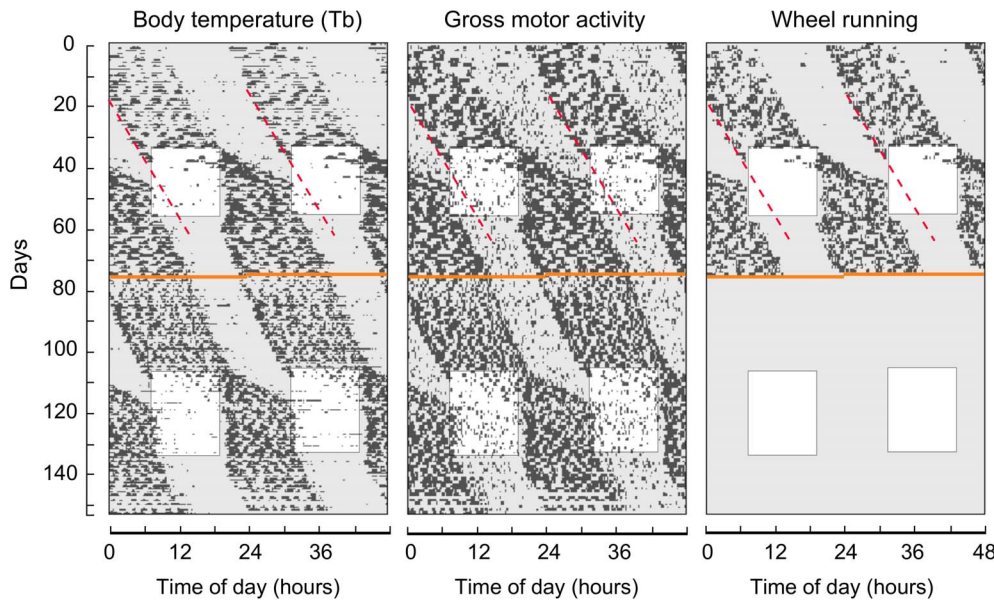 Body temperature (Tb)
Gross motor activity
Wheel running
Days
0
20
40
60
80
100
120
140
0 12 24 36
0 12 24 36
0 12 24 36 48
Time of day (hours)
Time of day (hours)
Time of day (hours)